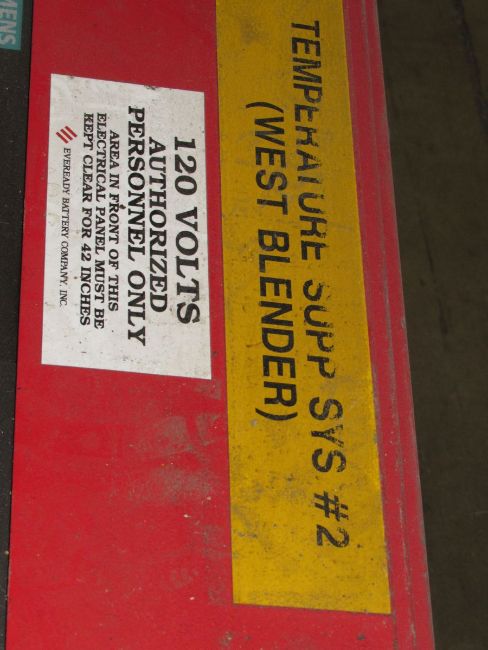 TEMPERATURE SUPP SYS #2
(WEST BLENDER)
120 VOLTS
AUTHORIZED
PERSONNEL ONLY
AREA IN FRONT OF THIS
ELECTRICAL PANEL MUST BE
KEPT CLEAR FOR 42 INCHES
EVEREADY BATTERY COMPANY, INC.